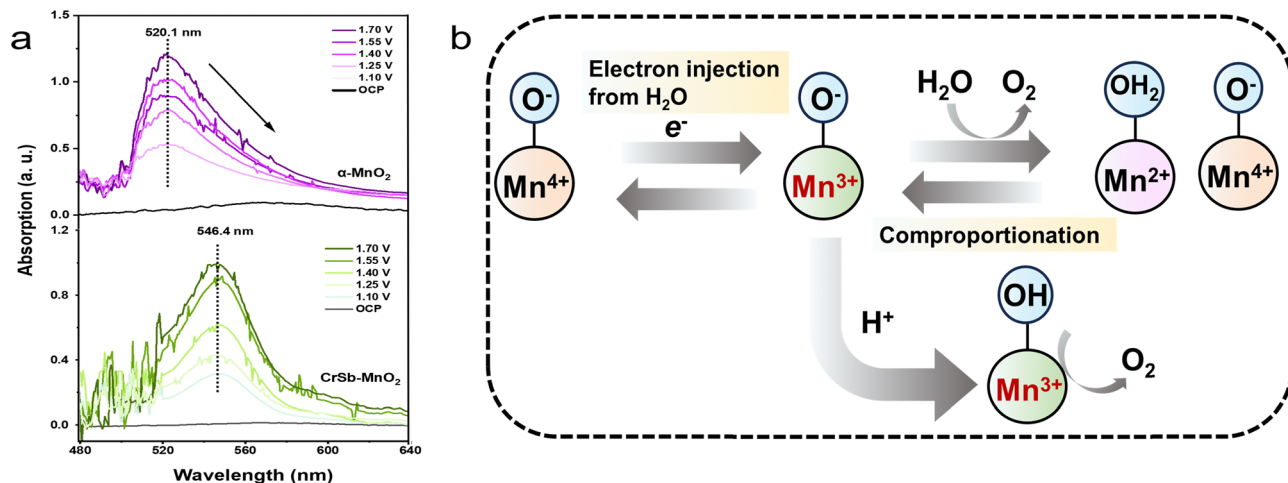 a
Absorption (a. u.)
520.1 nm
1.70 V
1.55 V
1.40 V
1.25 V
1.10 V
OCP
1.5
1.0
0.5
0.0
α-MnO₂
546.4 nm
1.70 V
1.55 V
1.40 V
1.25 V
1.10 V
OCP
1.2
0.8
0.4
0.0
CrSb-MnO₂
480 520 560 600 640
Wavelength (nm)
b
Electron injection
from H₂O
e⁻
O⁻
Mn⁴⁺
O⁻
Mn³⁺
H₂O O₂
OH₂
Mn²⁺
O⁻
Mn⁴⁺
Comproportionation
H⁺
OH
Mn³⁺
O₂